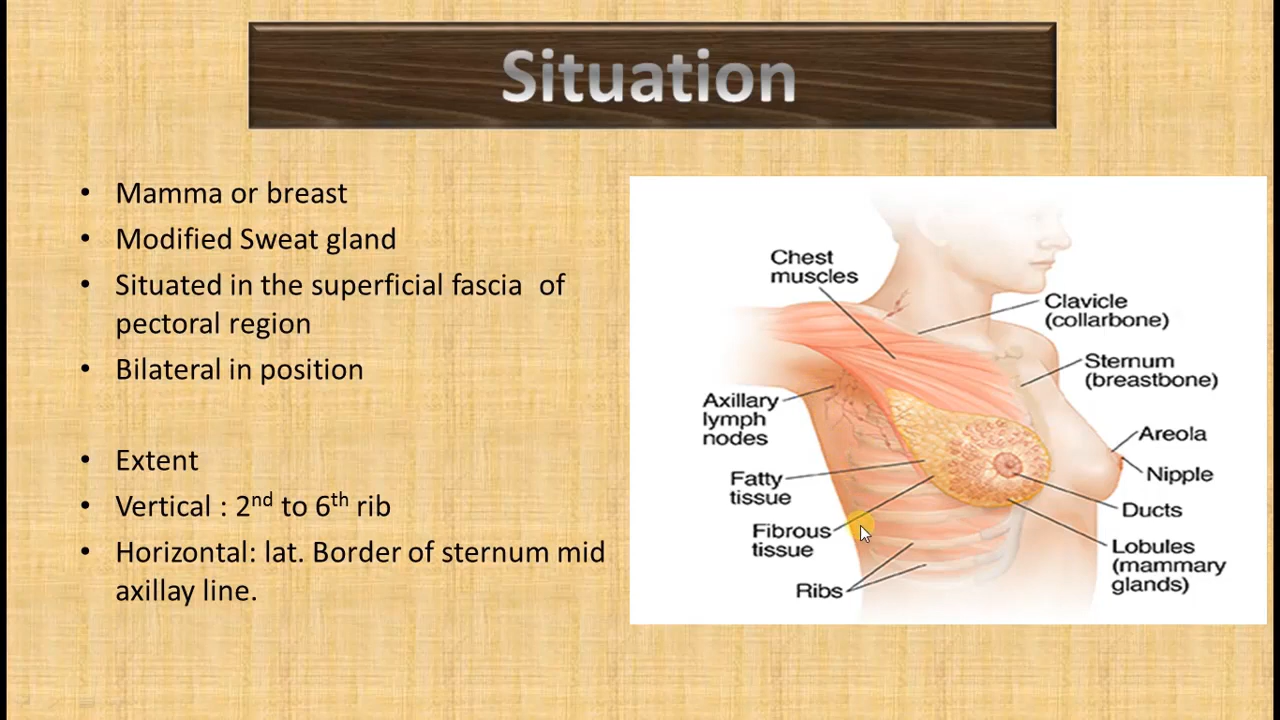 Situation
• Mamma or breast
• Modified Sweat gland
• Situated in the superficial fascia  of
pectoral region
• Bilateral in position
• Extent
• Vertical : 2nd to 6th rib
• Horizontal: lat. Border of sternum mid
axillay line.
Chest
muscles
Clavicle
(collarbone)
Sternum
(breastbone)
Axillary
lymph
nodes
Areola
Fatty
tissue
Nipple
Ducts
Fibrous
tissue
Lobules
(mammary
glands)
Ribs